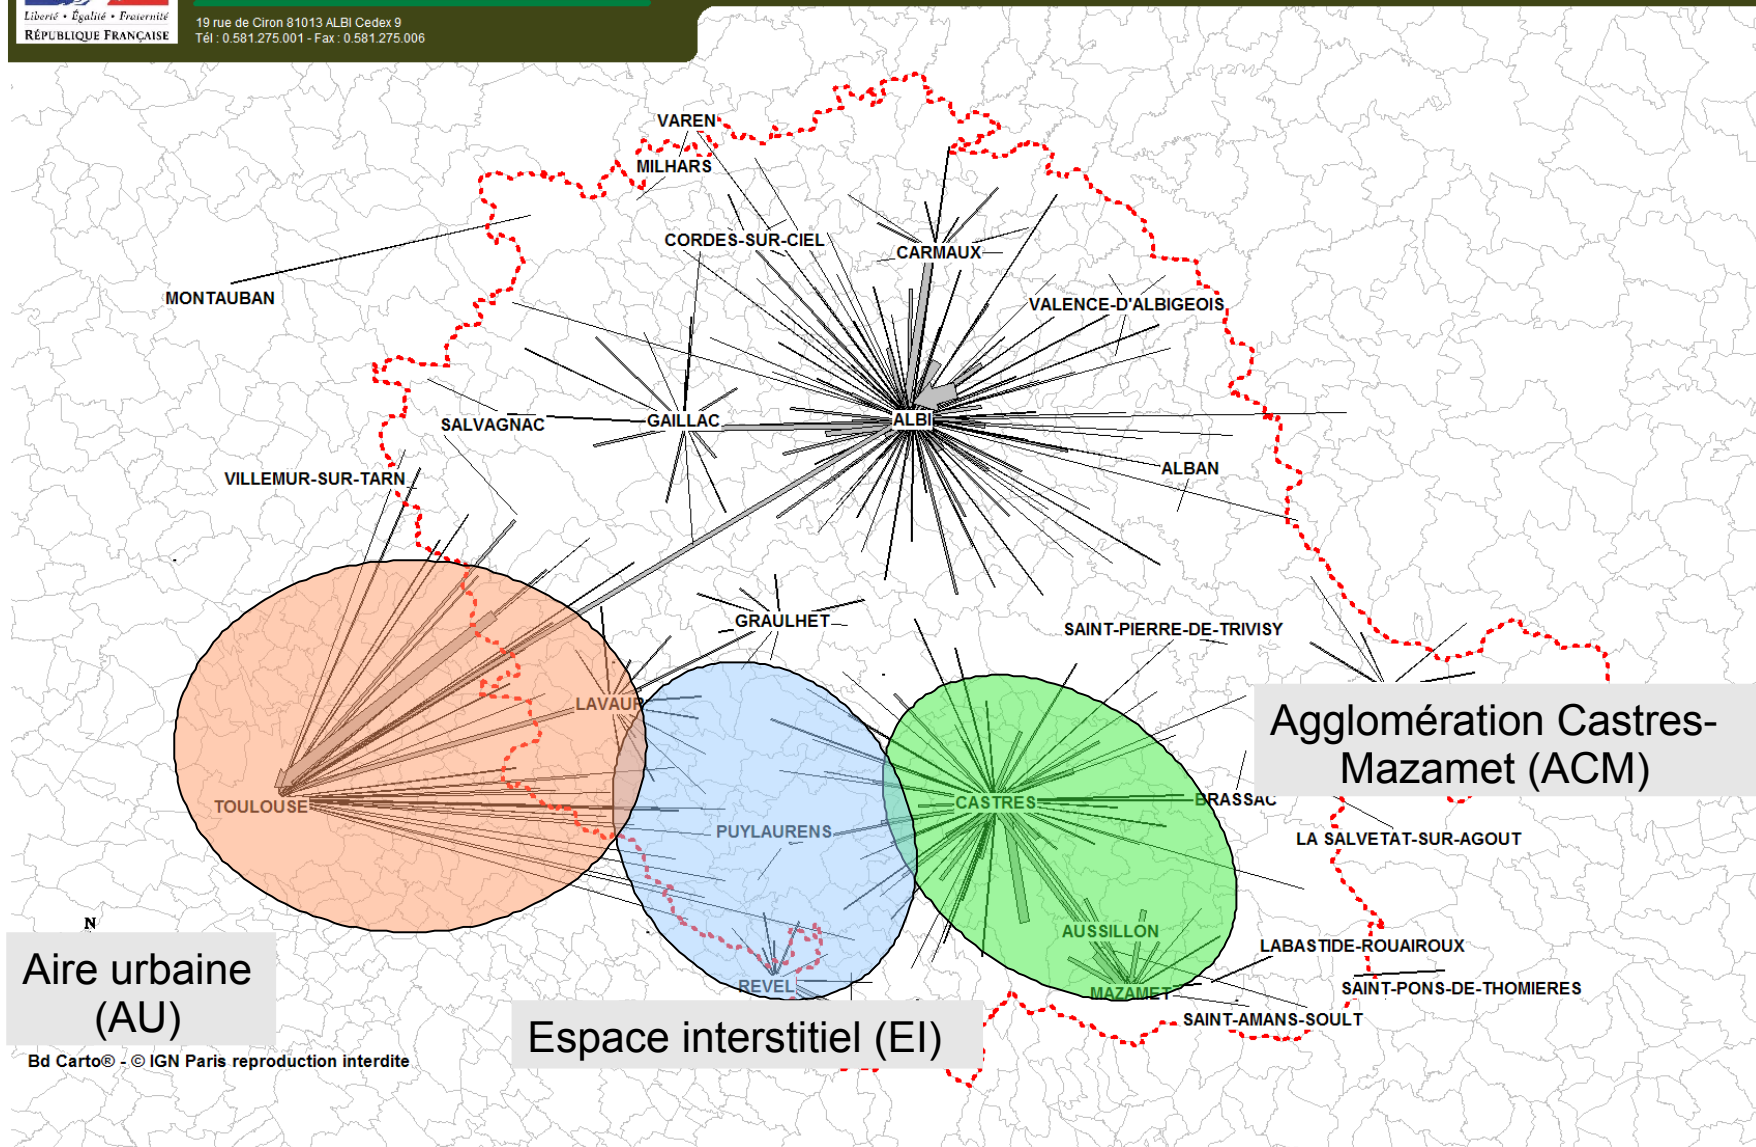 Liberté • Égalité • Fraternité
RÉPUBLIQUE FRANÇAISE
19 rue de Ciron 81013 ALBI Cedex 9
Tél : 0.581.275.001 - Fax : 0.581.275.006
VAREN
MILHARS
CORDES-SUR-CIEL
CARMAUX
MONTAUBAN
VALENCE-D'ALBIGEOIS
SALVAGNAC
GAILLAC
ALBI
VILLEMUR-SUR-TARN
ALBAN
GRAULHET
SAINT-PIERRE-DE-TRIVISY
LAVAUR
Agglomération Castres-
Mazamet (ACM)
TOULOUSE
CASTRES
BRASSAC
PUYLAURENS
LA SALVETAT-SUR-AGOUT
N
AUSSILLON
LABASTIDE-ROUAIROUX
Aire urbaine
(AU)
REVEL
MAZAMET
SAINT-PONS-DE-THOMIERES
SAINT-AMANS-SOULT
Espace interstitiel (EI)
Bd Carto® - © IGN Paris reproduction interdite